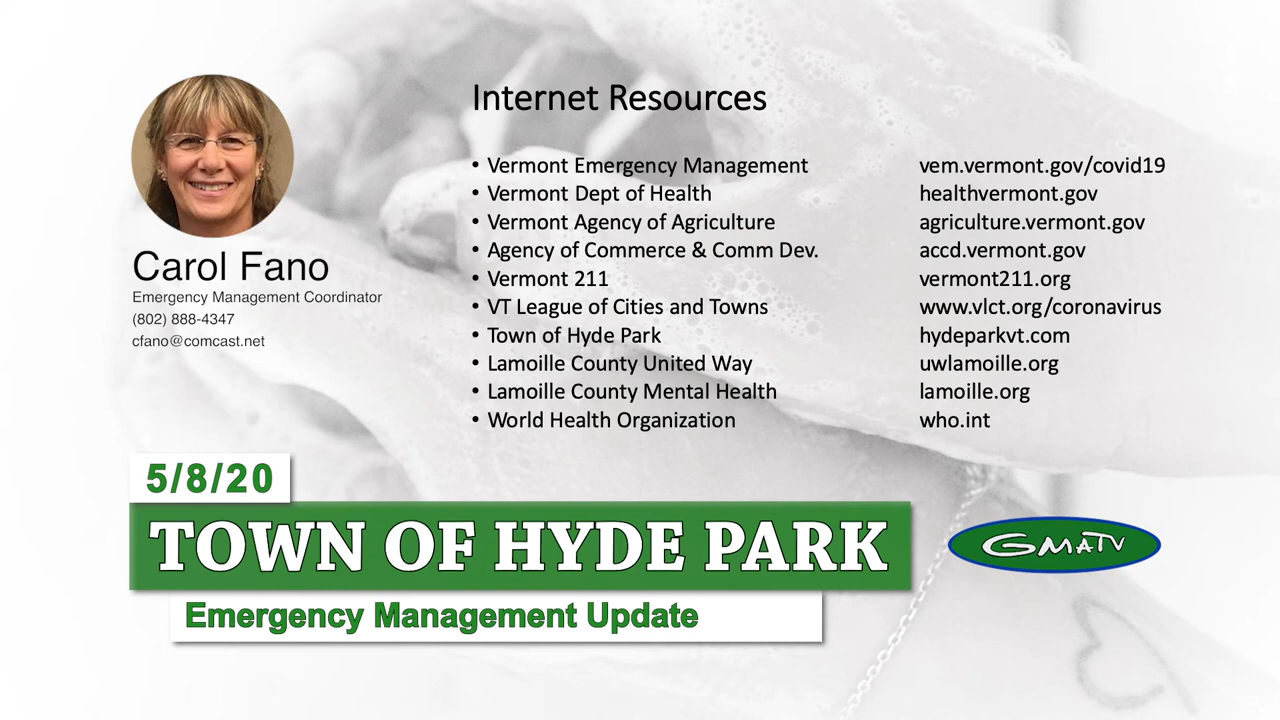 Internet Resources
• Vermont Emergency Management vem.vermont.gov/covid19
• Vermont Dept of Health healthvermont.gov
• Vermont Agency of Agriculture agriculture.vermont.gov
• Agency of Commerce & Comm Dev. accd.vermont.gov
• Vermont 211 vermont211.org
• VT League of Cities and Towns www.vlct.org/coronavirus
• Town of Hyde Park hydeparkvt.com
• Lamoille County United Way uwlamoille.org
• Lamoille County Mental Health lamoille.org
• World Health Organization who.int
Carol Fano
Emergency Management Coordinator
(802) 888-4347
cfano@comcast.net
5/8/20
TOWN OF HYDE PARK
GMATV
Emergency Management Update